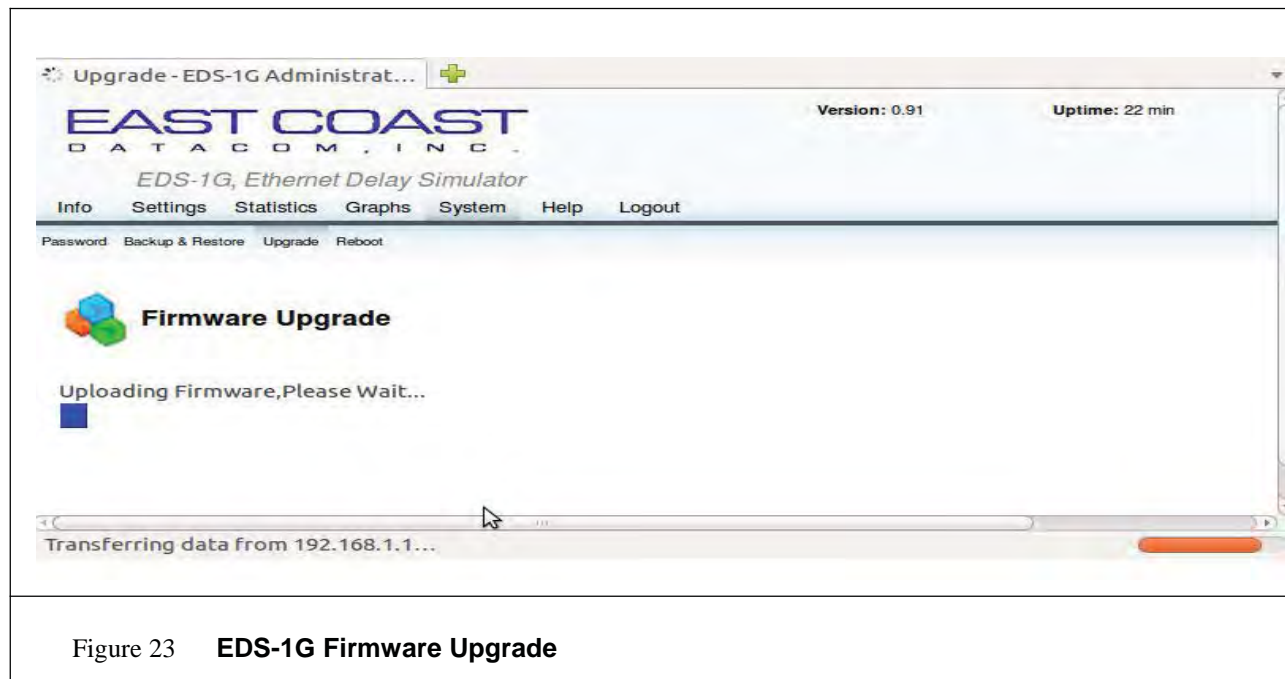 Upgrade - EDS-1G Administrat...
EAST COAST
DATACOM, INC.
Version: 0.91 Uptime: 22 min
EDS-1G, Ethernet Delay Simulator
Info Settings Statistics Graphs System Help Logout
Password Backup & Restore Upgrade Reboot
Firmware Upgrade
Uploading Firmware,Please Wait...
Transferring data from 192.168.1.1...
Figure 23 EDS-1G Firmware Upgrade